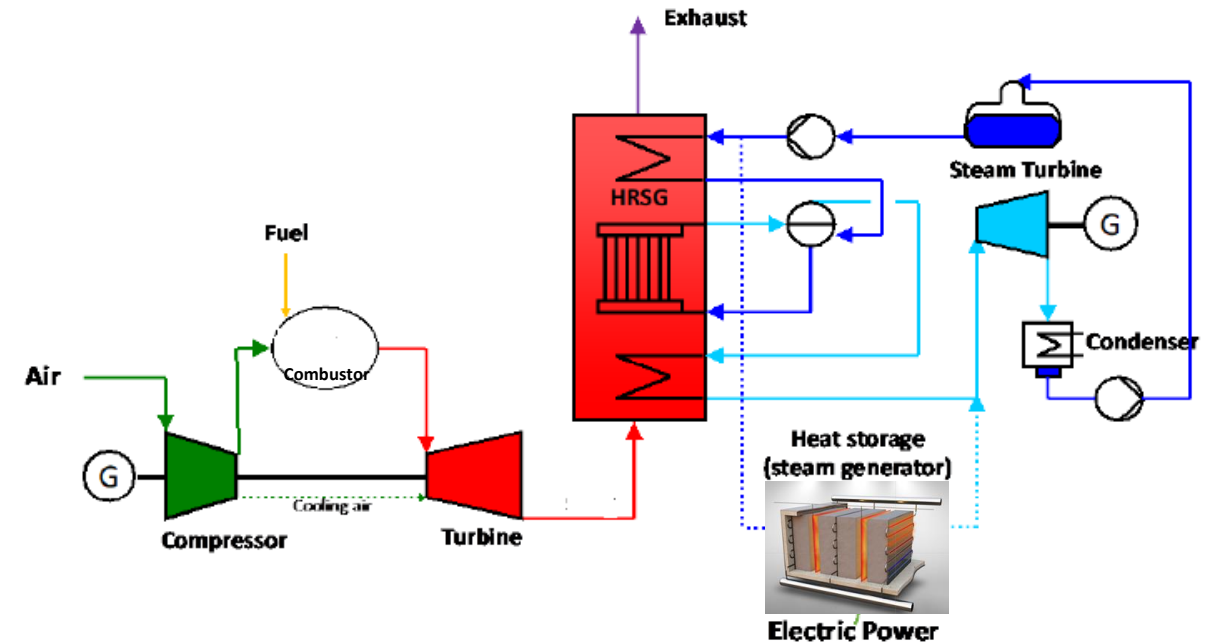 Exhaust
Steam Turbine
HRSG
G
Fuel
Condenser
Combustor
Air
Heat storage
(steam generator)
G
Cooling air
Compressor
Turbine
Electric Power